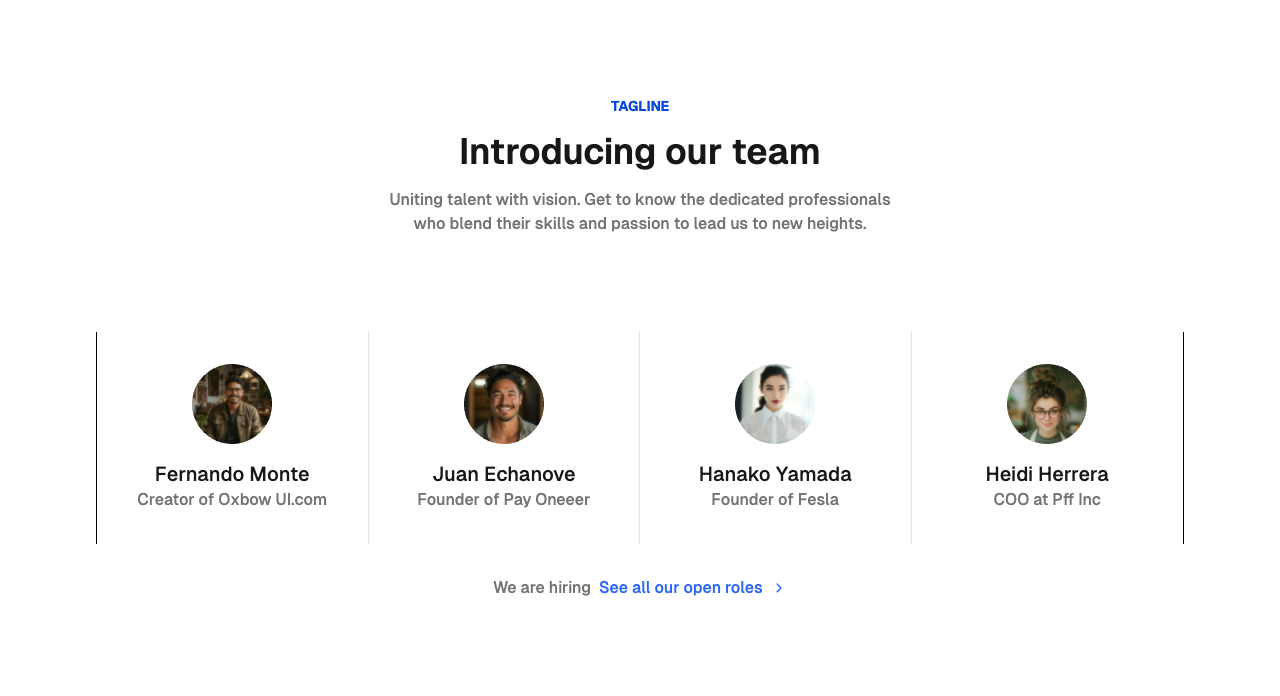 TAGLINE
Introducing our team
Uniting talent with vision. Get to know the dedicated professionals
who blend their skills and passion to lead us to new heights.
Fernando Monte
Creator of Oxbow UI.com
Juan Echanove
Founder of Pay Oneeer
Hanako Yamada
Founder of Fesla
Heidi Herrera
COO at Pff Inc
We are hiring See all our open roles